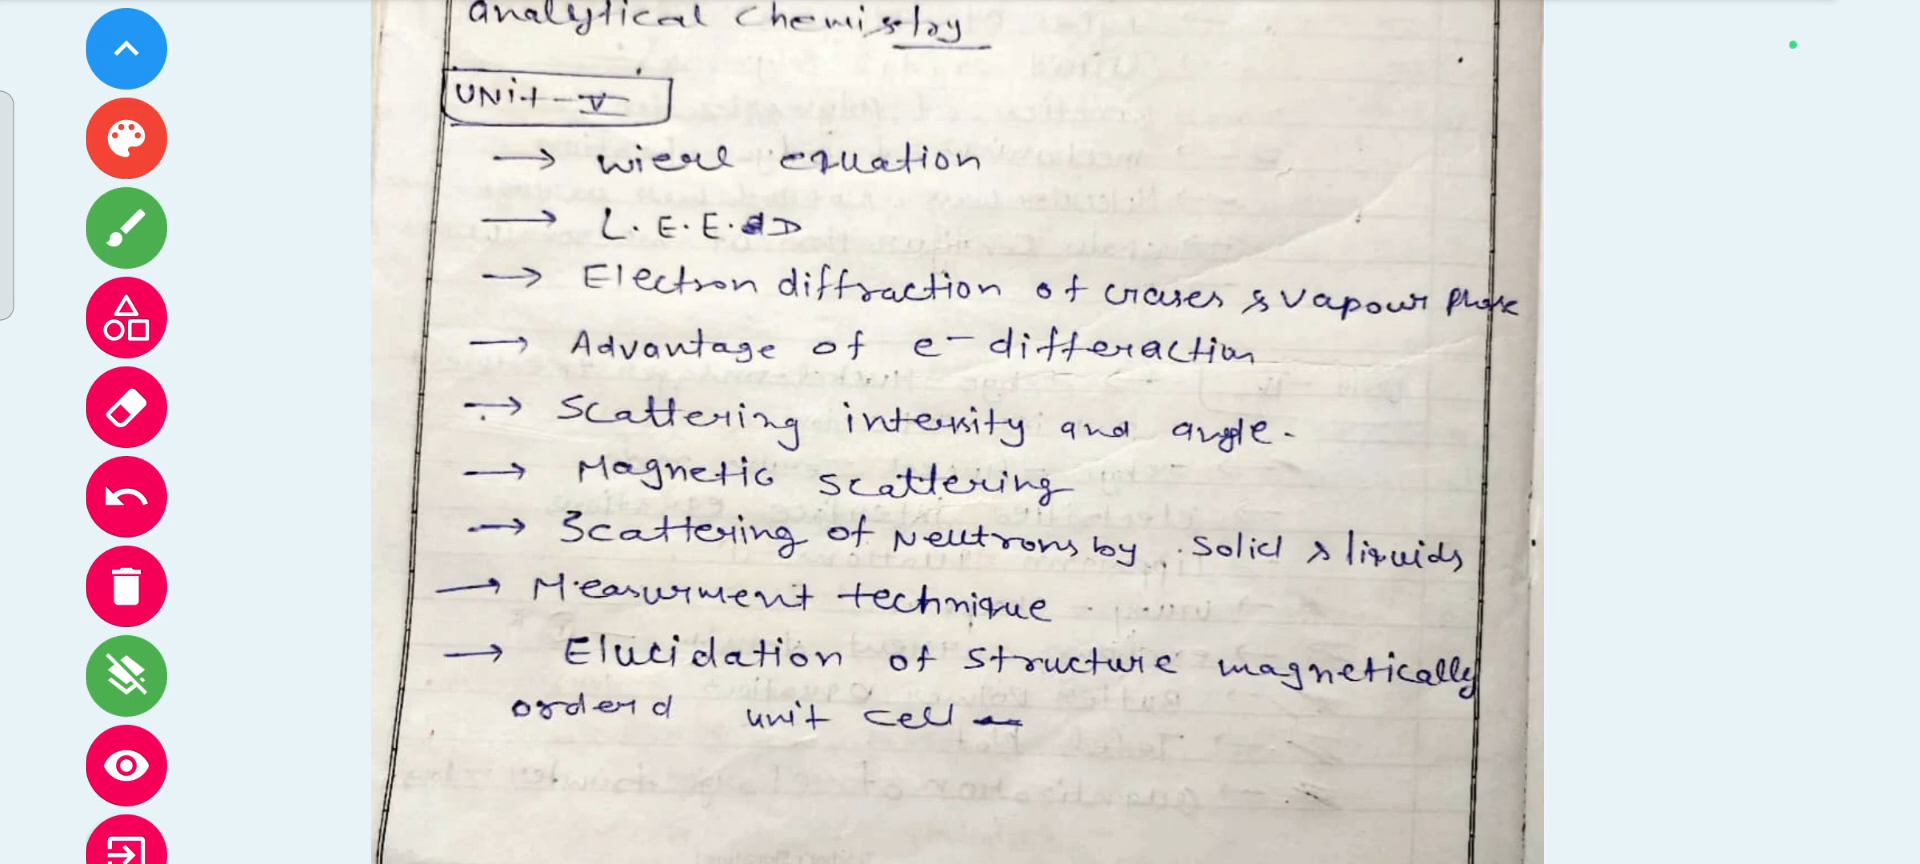 Analytical Chemistry
UNit-V
→ wierl equation
→ L.E.E.D
→ Electron diffraction of Gases & Vapour Phase
→ Advantage of e- differaction
→ Scattering intensity and angle.
→ Magnetic scattering
→ Scattering of Neutrons by Solid & liquids
→ Measurment technique
→ Elucidation of structure magnetically
orderd unit cell